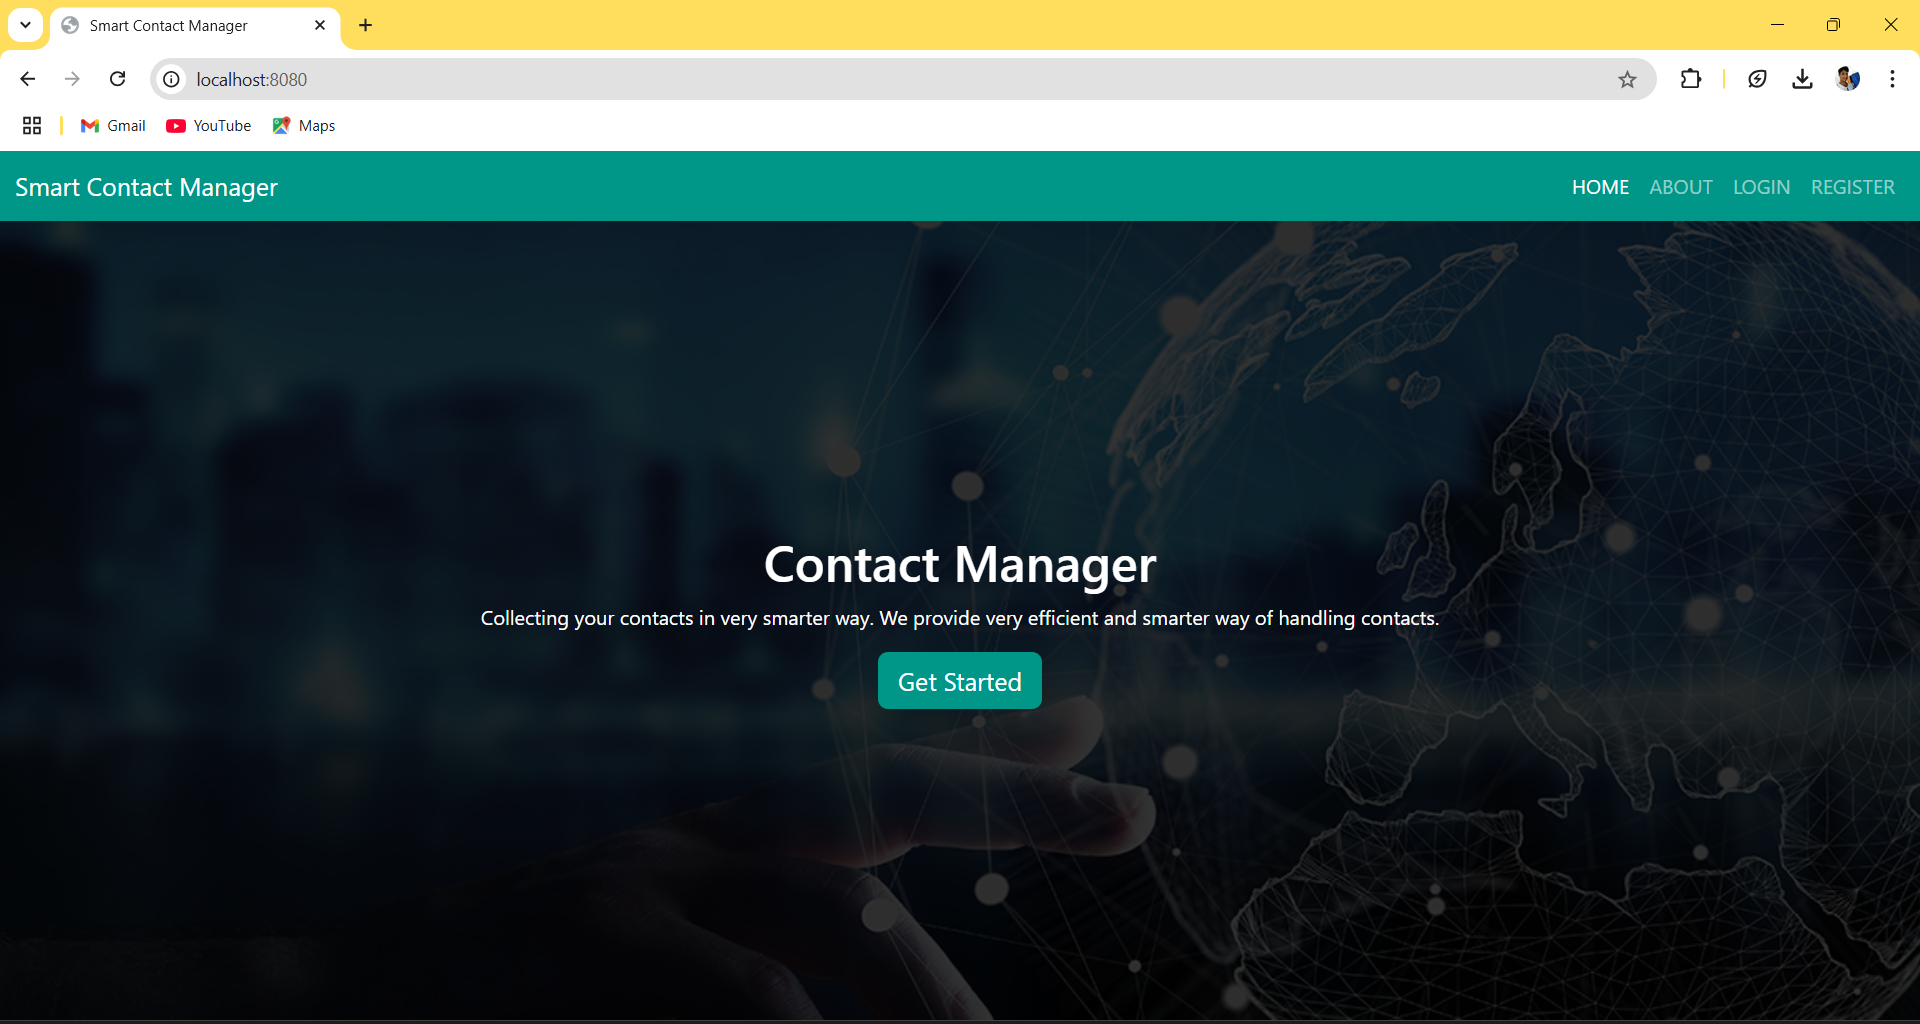 Smart Contact Manager
localhost:8080
Gmail YouTube Maps
Smart Contact Manager HOME ABOUT LOGIN REGISTER
Contact Manager
Collecting your contacts in very smarter way. We provide very efficient and smarter way of handling contacts.
Get Started